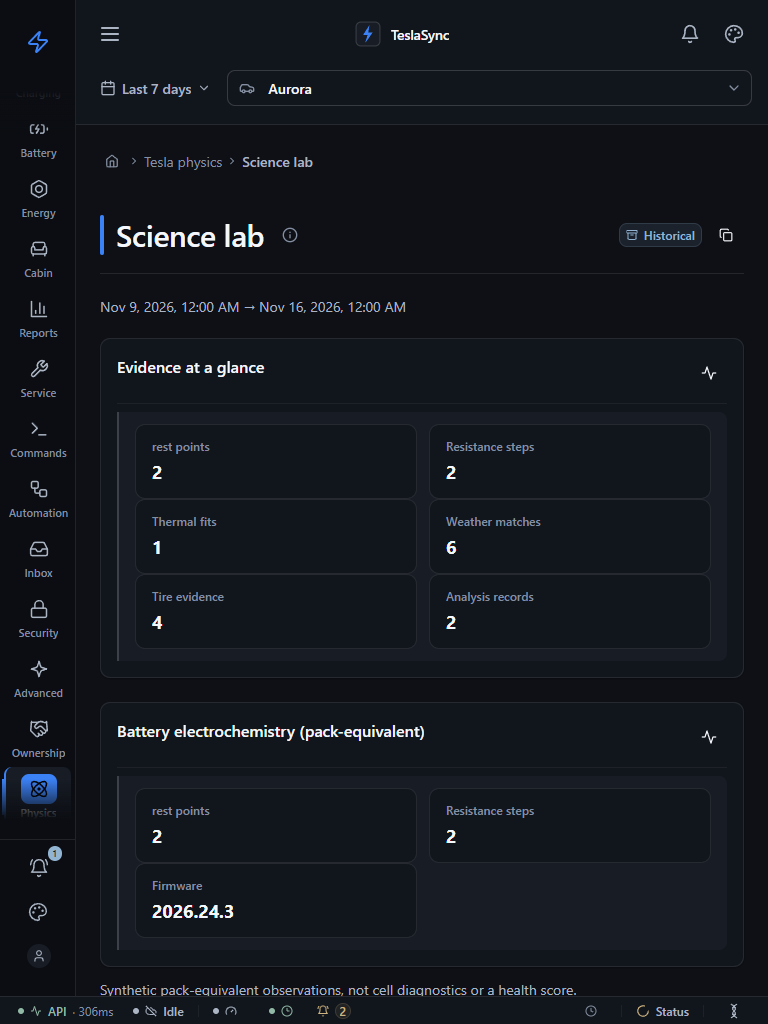 TeslaSync
Last 7 days
Aurora
Charging
Battery
Energy
Cabin
Reports
Service
Commands
Automation
Inbox
Security
Advanced
Ownership
Physics
1
Tesla physics > Science lab
Science lab
Historical
Nov 9, 2026, 12:00 AM → Nov 16, 2026, 12:00 AM
Evidence at a glance
rest points
2
Resistance steps
2
Thermal fits
1
Weather matches
6
Tire evidence
4
Analysis records
2
Battery electrochemistry (pack-equivalent)
rest points
2
Resistance steps
2
Firmware
2026.24.3
Synthetic pack-equivalent observations, not cell diagnostics or a health score.
API · 306ms
Idle
2
Status